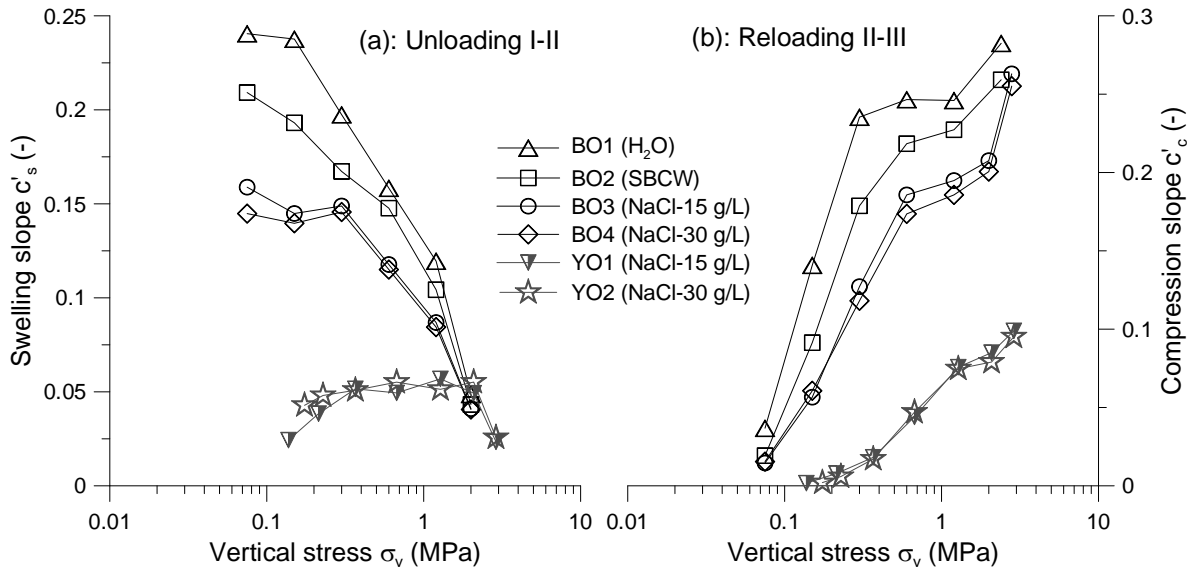 (a): Unloading I-II
(b): Reloading II-III
Swelling slope c's (-)
0.25
0.2
0.15
0.1
0.05
0
0.01
0.1
1
10
Vertical stress σv (MPa)
BO1 (H2O)
BO2 (SBCW)
BO3 (NaCl-15 g/L)
BO4 (NaCl-30 g/L)
YO1 (NaCl-15 g/L)
YO2 (NaCl-30 g/L)
0.01
0.1
1
10
Vertical stress σv (MPa)
0.3
0.2
0.1
0
Compression slope c'c (-)